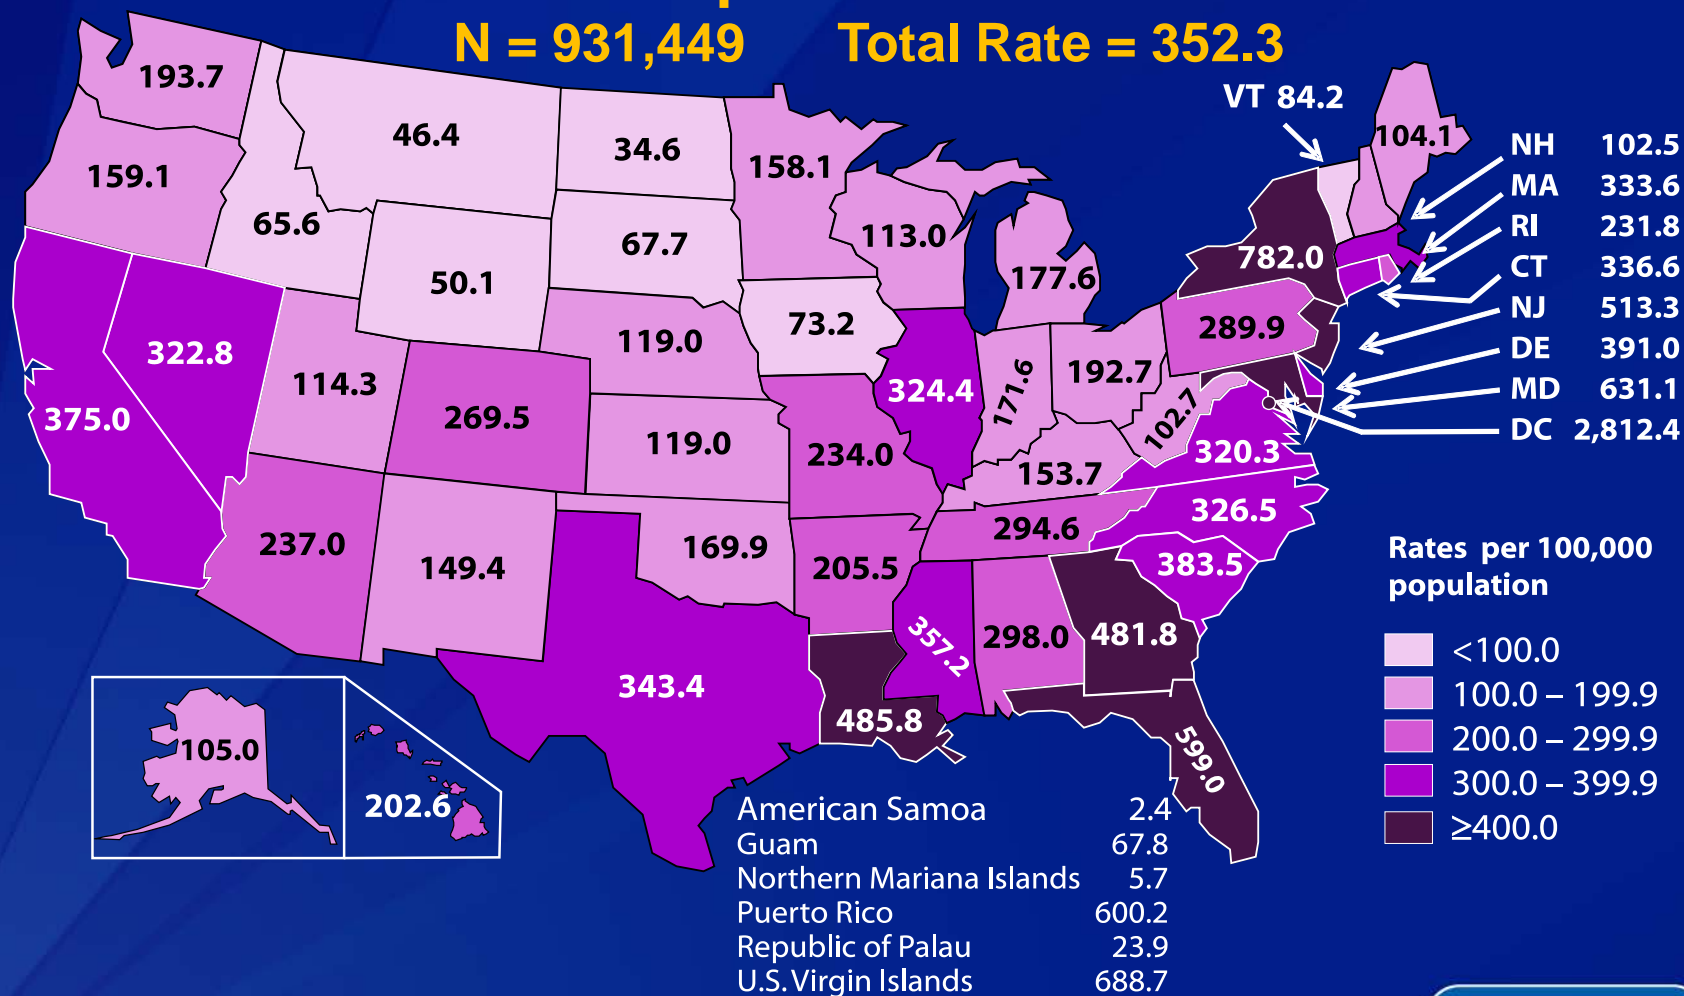 N = 931,449 Total Rate = 352.3
VT 84.2
193.7
46.4
34.6
158.1
104.1
159.1
65.6
67.7
113.0
177.6
782.0
50.1
73.2
289.9
322.8
119.0
324.4
171.6
192.7
102.7
114.3
269.5
375.0
119.0
234.0
153.7
320.3
237.0
149.4
169.9
205.5
294.6
326.5
383.5
343.4
485.8
357.2
298.0
481.8
599.0
105.0
202.6
NH 102.5
MA 333.6
RI 231.8
CT 336.6
NJ 513.3
DE 391.0
MD 631.1
DC 2,812.4
Rates per 100,000
population
<100.0
100.0 – 199.9
200.0 – 299.9
300.0 – 399.9
≥400.0
American Samoa 2.4
Guam 67.8
Northern Mariana Islands 5.7
Puerto Rico 600.2
Republic of Palau 23.9
U.S. Virgin Islands 688.7